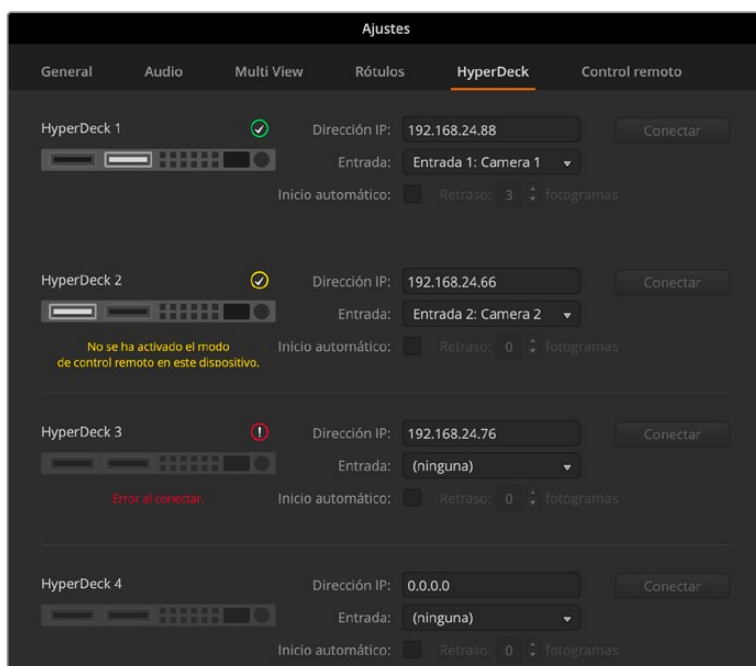 Ajustes
General Audio Multi View Rótulos HyperDeck Control remoto
HyperDeck 1 Dirección IP: 192.168.24.88 Conectar
Entrada: Entrada 1: Camera 1
Inicio automático: Retraso: 3 fotogramas
HyperDeck 2 Dirección IP: 192.168.24.66 Conectar
Entrada: Entrada 2: Camera 2
No se ha activado el modo
de control remoto en este dispositivo.
Inicio automático: Retraso: 0 fotogramas
HyperDeck 3 Dirección IP: 192.168.24.76 Conectar
Entrada: (ninguna)
Error al conectar. Inicio automático: Retraso: 0 fotogramas
HyperDeck 4 Dirección IP: 0.0.0.0 Conectar
Entrada: (ninguna)
Inicio automático: Retraso: 0 fotogramas